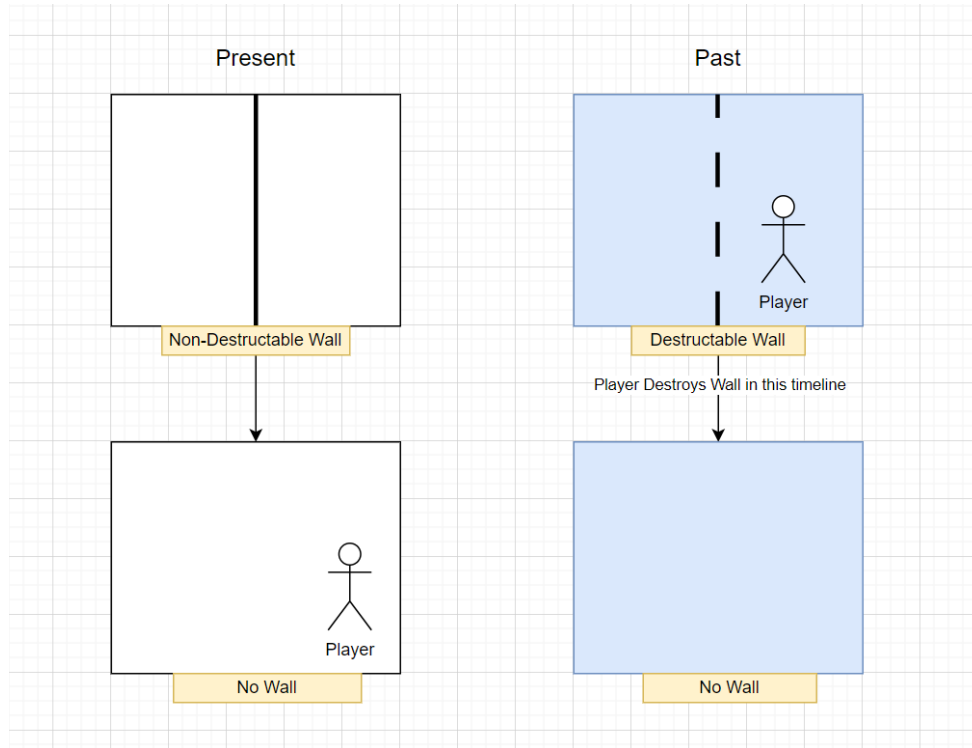 Present
Past
Player
Non-Destructable Wall
Destructable Wall
Player Destroys Wall in this timeline
Player
No Wall
No Wall